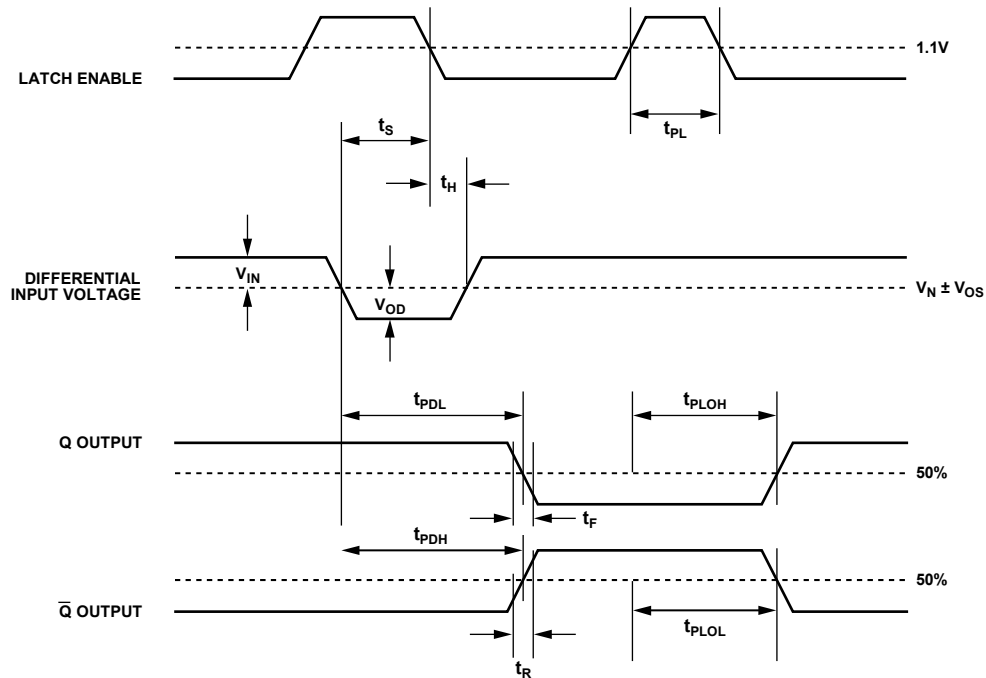 1.1V
LATCH ENABLE
tS
tPL
tH
DIFFERENTIAL
INPUT VOLTAGE
VIN
VOD
VN ± VOS
tPDL
tPLOH
Q OUTPUT
50%
tF
tPDH
50%
Q̅ OUTPUT
tPLOL
tR